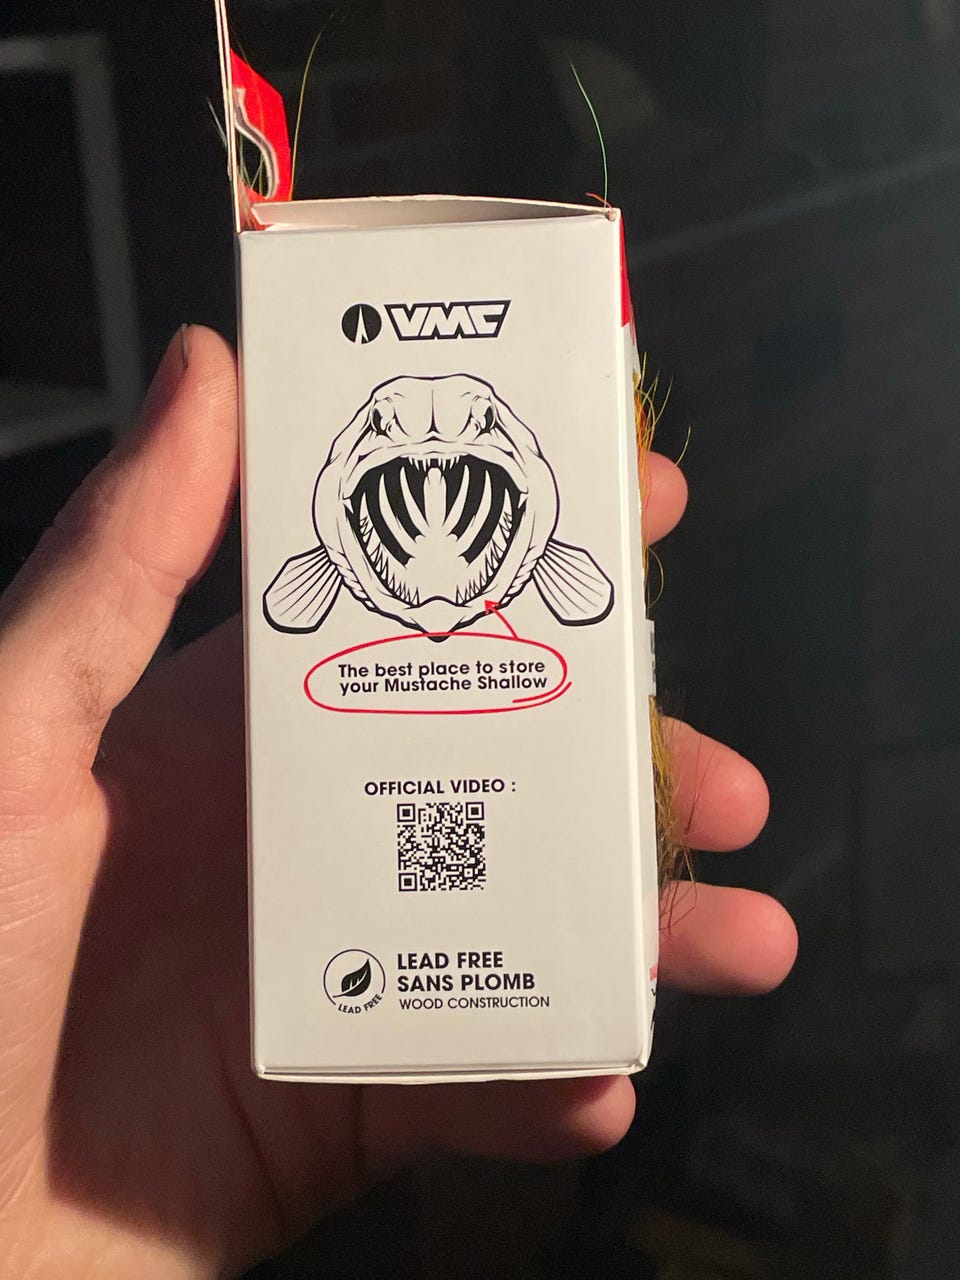 VMC
The best place to store
your Mustache Shallow
OFFICIAL VIDEO :
LEAD FREE
SANS PLOMB
WOOD CONSTRUCTION
LEAD FREE